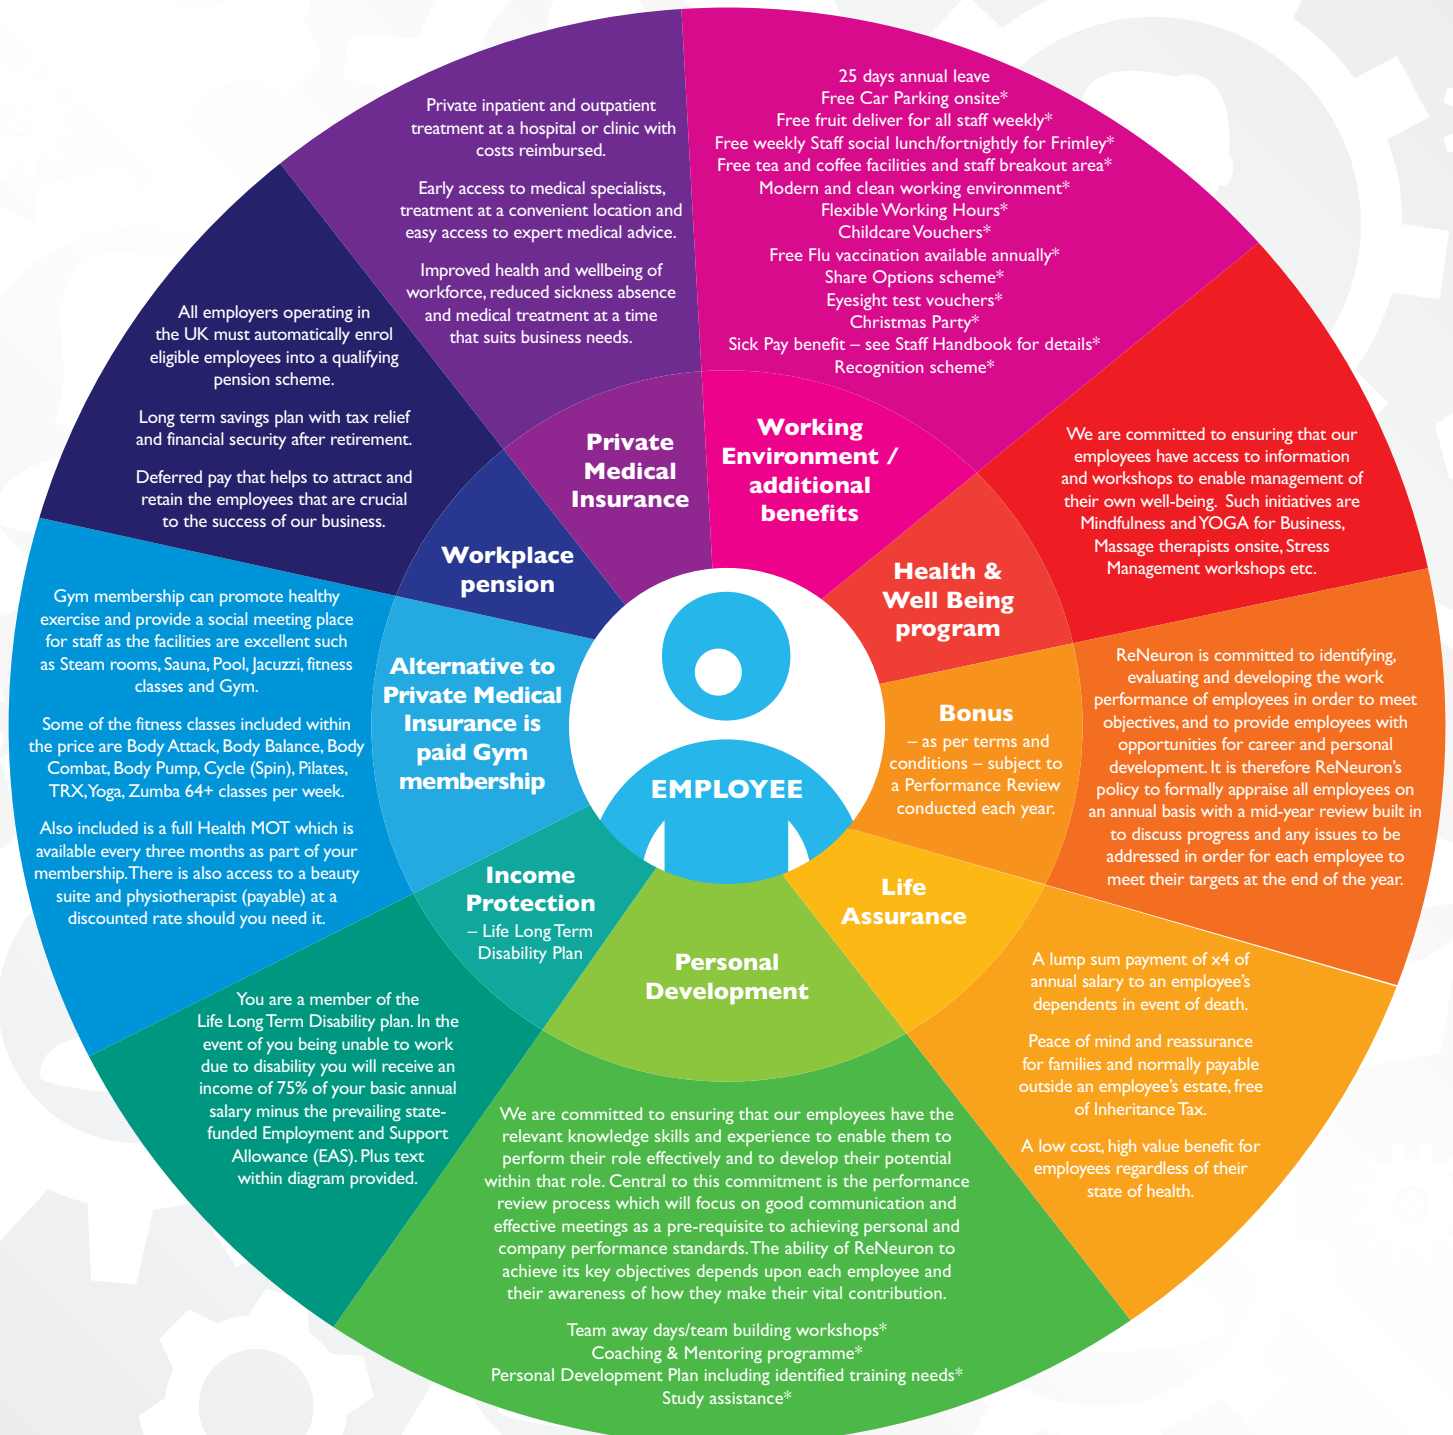 25 days annual leave
Free Car Parking onsite*
Free fruit deliver for all staff weekly*
Free weekly Staff social lunch/fortnightly for Frimley*
Free tea and coffee facilities and staff breakout area*
Modern and clean working environment*
Flexible Working Hours*
Childcare Vouchers*
Free Flu vaccination available annually*
Share Options scheme*
Eyesight test vouchers*
Christmas Party*
Sick Pay benefit – see Staff Handbook for details*
Recognition scheme*
Working
Environment /
additional
benefits
We are committed to ensuring that our
employees have access to information
and workshops to enable management of
their own well-being. Such initiatives are
Mindfulness and YOGA for Business,
Massage therapists onsite, Stress
Management workshops etc.
Health &
Well Being
program
ReNeuron is committed to identifying,
evaluating and developing the work
performance of employees in order to meet
objectives, and to provide employees with
opportunities for career and personal
development. It is therefore ReNeuron's
policy to formally appraise all employees on
an annual basis with a mid-year review built in
to discuss progress and any issues to be
addressed in order for each employee to
meet their targets at the end of the year.
Bonus
– as per terms and
conditions – subject to
a Performance Review
conducted each year.
A lump sum payment of x4 of
annual salary to an employee's
dependents in event of death.
Peace of mind and reassurance
for families and normally payable
outside an employee's estate, free
of Inheritance Tax.
A low cost, high value benefit for
employees regardless of their
state of health.
Life
Assurance
Personal
Development
We are committed to ensuring that our employees have the
relevant knowledge skills and experience to enable them to
perform their role effectively and to develop their potential
within that role. Central to this commitment is the performance
review process which will focus on good communication and
effective meetings as a pre-requisite to achieving personal and
company performance standards. The ability of ReNeuron to
achieve its key objectives depends upon each employee and
their awareness of how they make their vital contribution.
Team away days/team building workshops*
Coaching & Mentoring programme*
Personal Development Plan including identified training needs*
Study assistance*
Income
Protection
– Life Long Term
Disability Plan
You are a member of the
Life Long Term Disability plan. In the
event of you being unable to work
due to disability you will receive an
income of 75% of your basic annual
salary minus the prevailing state-
funded Employment and Support
Allowance (EAS). Plus text
within diagram provided.
Alternative to
Private Medical
Insurance is
paid Gym
membership
Gym membership can promote healthy
exercise and provide a social meeting place
for staff as the facilities are excellent such
as Steam rooms, Sauna, Pool, Jacuzzi, fitness
classes and Gym.
Some of the fitness classes included within
the price are Body Attack, Body Balance, Body
Combat, Body Pump, Cycle (Spin), Pilates,
TRX, Yoga, Zumba 64+ classes per week.
Also included is a full Health MOT which is
available every three months as part of your
membership. There is also access to a beauty
suite and physiotherapist (payable) at a
discounted rate should you need it.
Workplace
pension
All employers operating in
the UK must automatically enrol
eligible employees into a qualifying
pension scheme.
Long term savings plan with tax relief
and financial security after retirement.
Deferred pay that helps to attract and
retain the employees that are crucial
to the success of our business.
Private
Medical
Insurance
Private inpatient and outpatient
treatment at a hospital or clinic with
costs reimbursed.
Early access to medical specialists,
treatment at a convenient location and
easy access to expert medical advice.
Improved health and wellbeing of
workforce, reduced sickness absence
and medical treatment at a time
that suits business needs.
EMPLOYEE